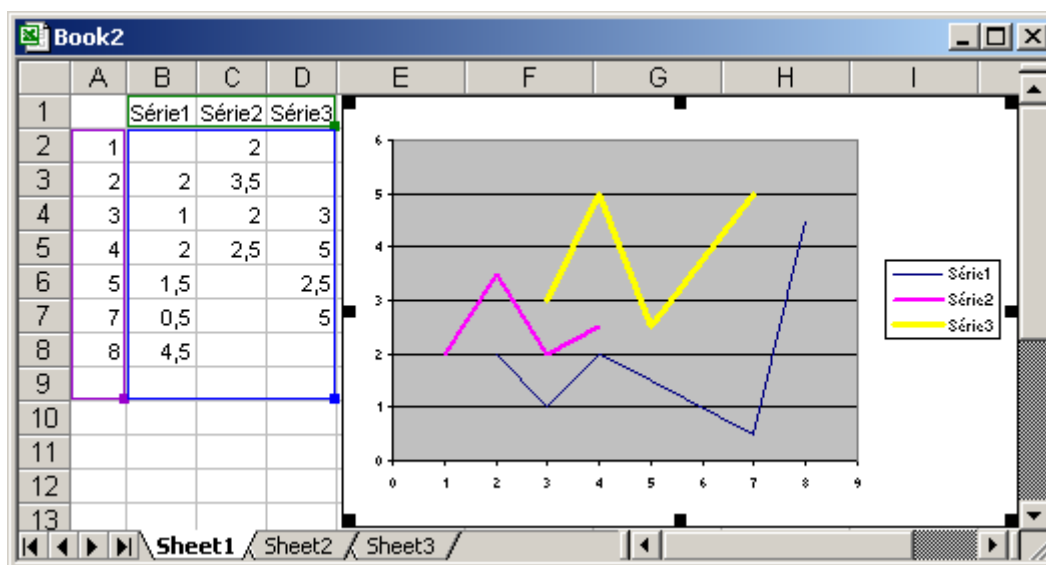 Book2
A B C D E F G H I
1 Série1 Série2 Série3
2 1 2
3 2 2 3,5
4 3 1 2 3
5 4 2 2,5 5
6 5 1,5 2,5
7 7 0,5 5
8 8 4,5
9
10
11
12
13
6
5
4
3
2
1
0
0 1 2 3 4 5 6 7 8 9
Série1
Série2
Série3
Sheet1 Sheet2 Sheet3